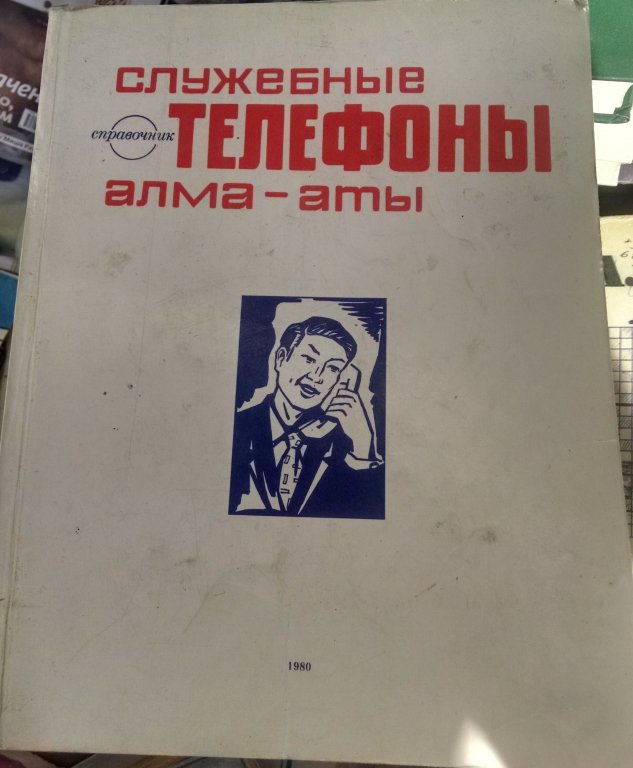 СЛУЖЕБНЫЕ
справочник
ТЕЛЕФОНЫ
АЛМА-АТЫ
1980